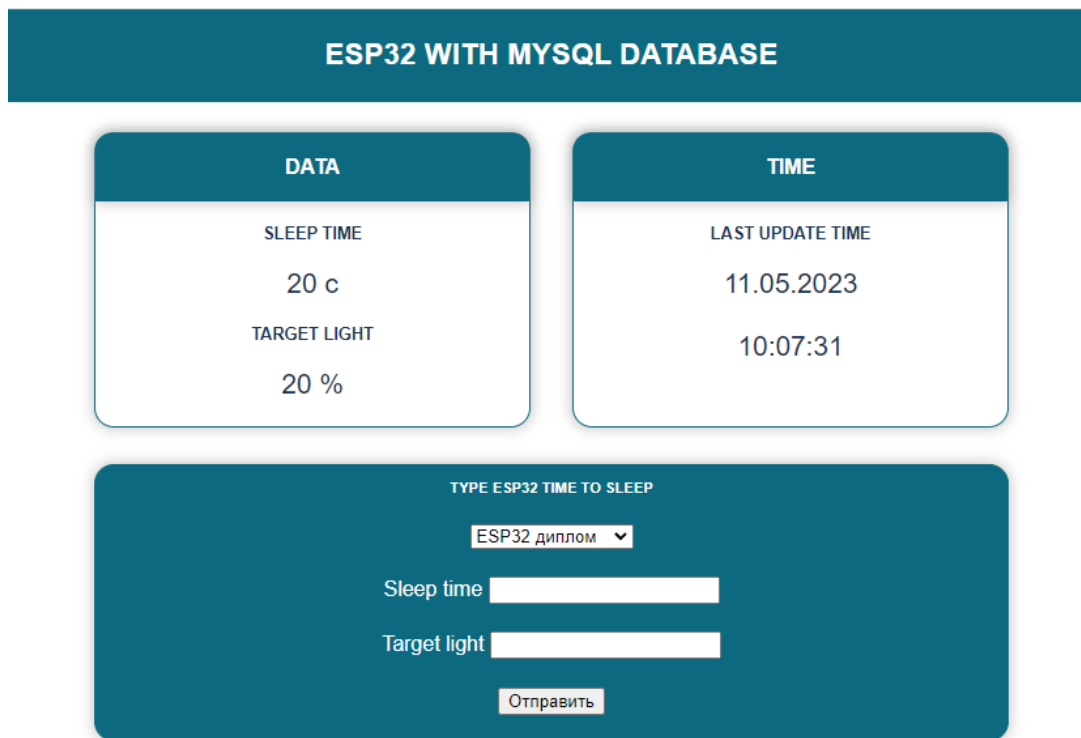 ESP32 WITH MYSQL DATABASE
DATA
SLEEP TIME
20 c
TARGET LIGHT
20 %
TIME
LAST UPDATE TIME
11.05.2023
10:07:31
TYPE ESP32 TIME TO SLEEP
ESP32 диплом
Sleep time
Target light
Отправить